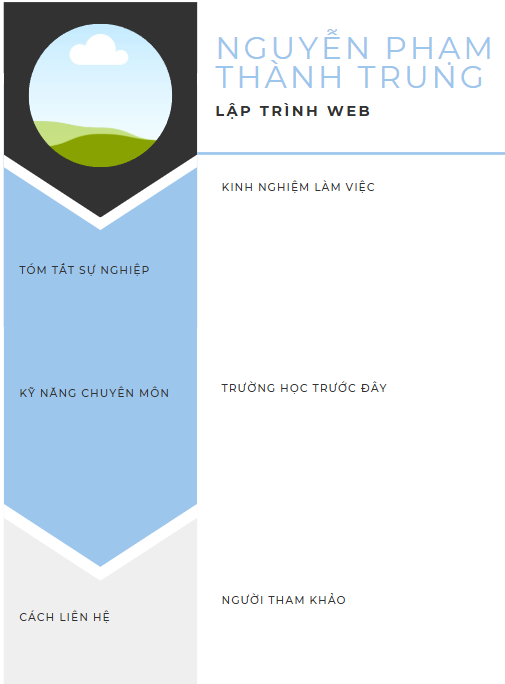 NGUYỄN PHẠM
THÀNH TRUNG
LẬP TRÌNH WEB
KINH NGHIỆM LÀM VIỆC
TÓM TẮT SỰ NGHIỆP
KỸ NĂNG CHUYÊN MÔN
TRƯỜNG HỌC TRƯỚC ĐÂY
CÁCH LIÊN HỆ
NGƯỜI THAM KHẢO